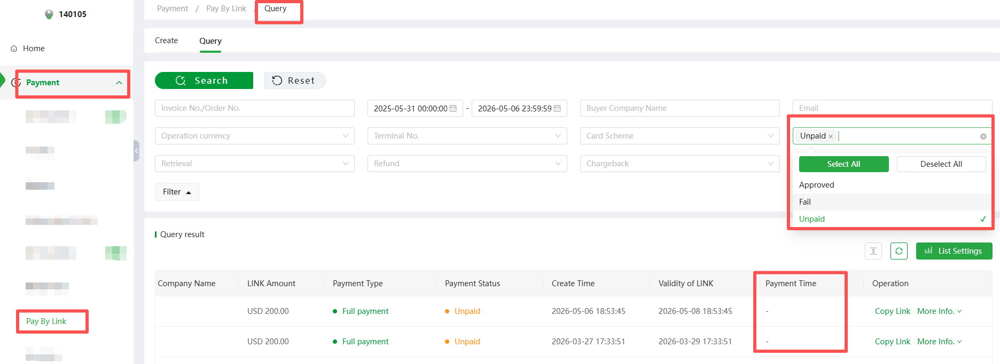 140105
Home
Payment
Pay By Link
Payment / Pay By Link / Query
Create Query
Search Reset
Invoice No./Order No. 2025-05-31 00:00:00 - 2026-05-06 23:59:59 Buyer Company Name Email
Operation currency Terminal No. Card Scheme Unpaid ×
Retrieval Refund Chargeback
Select All Deselect All
Approved
Fail
Unpaid
Filter
Query result
List Settings
Company Name LINK Amount Payment Type Payment Status Create Time Validity of LINK Payment Time Operation
USD 200.00 Full payment Unpaid 2026-05-06 18:53:45 2026-05-08 18:53:45 - Copy Link More Info.
USD 200.00 Full payment Unpaid 2026-03-27 17:33:51 2026-03-29 17:33:51 - Copy Link More Info.